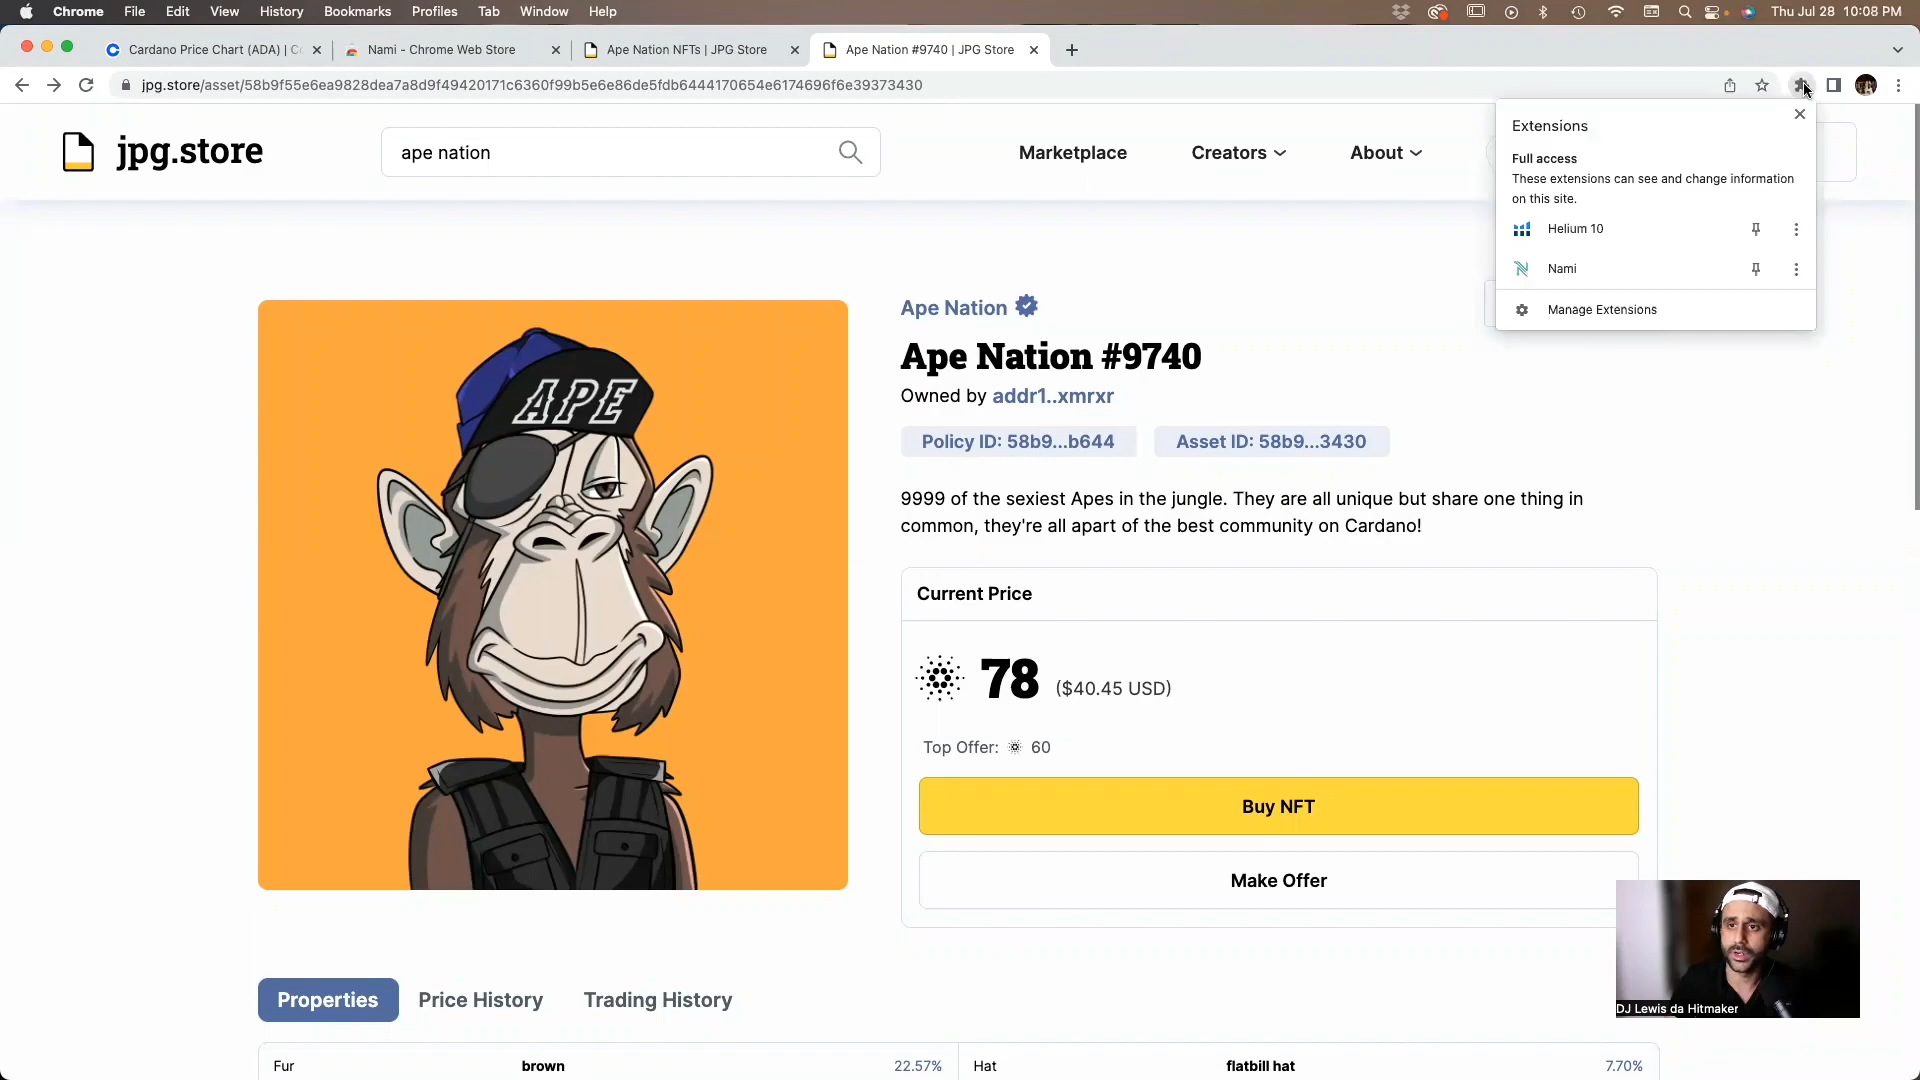 Chrome File Edit View History Bookmarks Profiles Tab Window Help Thu Jul 28 10:08 PM
Cardano Price Chart (ADA) | Co Nami - Chrome Web Store Ape Nation NFTs | JPG Store Ape Nation #9740 | JPG Store
jpg.store/asset/58b9f55e6ea9828dea7a8d9f49420171c6360f99b5e6e86de5fdb6444170654e6174696f6e39373430
Extensions
Full access
These extensions can see and change information
on this site.
Helium 10
Nami
Manage Extensions
jpg.store
ape nation
Marketplace Creators About
APE
Ape Nation
Ape Nation #9740
Owned by addr1..xmrxr
Policy ID: 58b9...b644 Asset ID: 58b9...3430
9999 of the sexiest Apes in the jungle. They are all unique but share one thing in
common, they're all apart of the best community on Cardano!
Current Price
78 ($40.45 USD)
Top Offer: 60
Buy NFT
Make Offer
DJ Lewis da Hitmaker
Properties Price History Trading History
Fur brown 22.57% Hat flatbill hat 7.70%